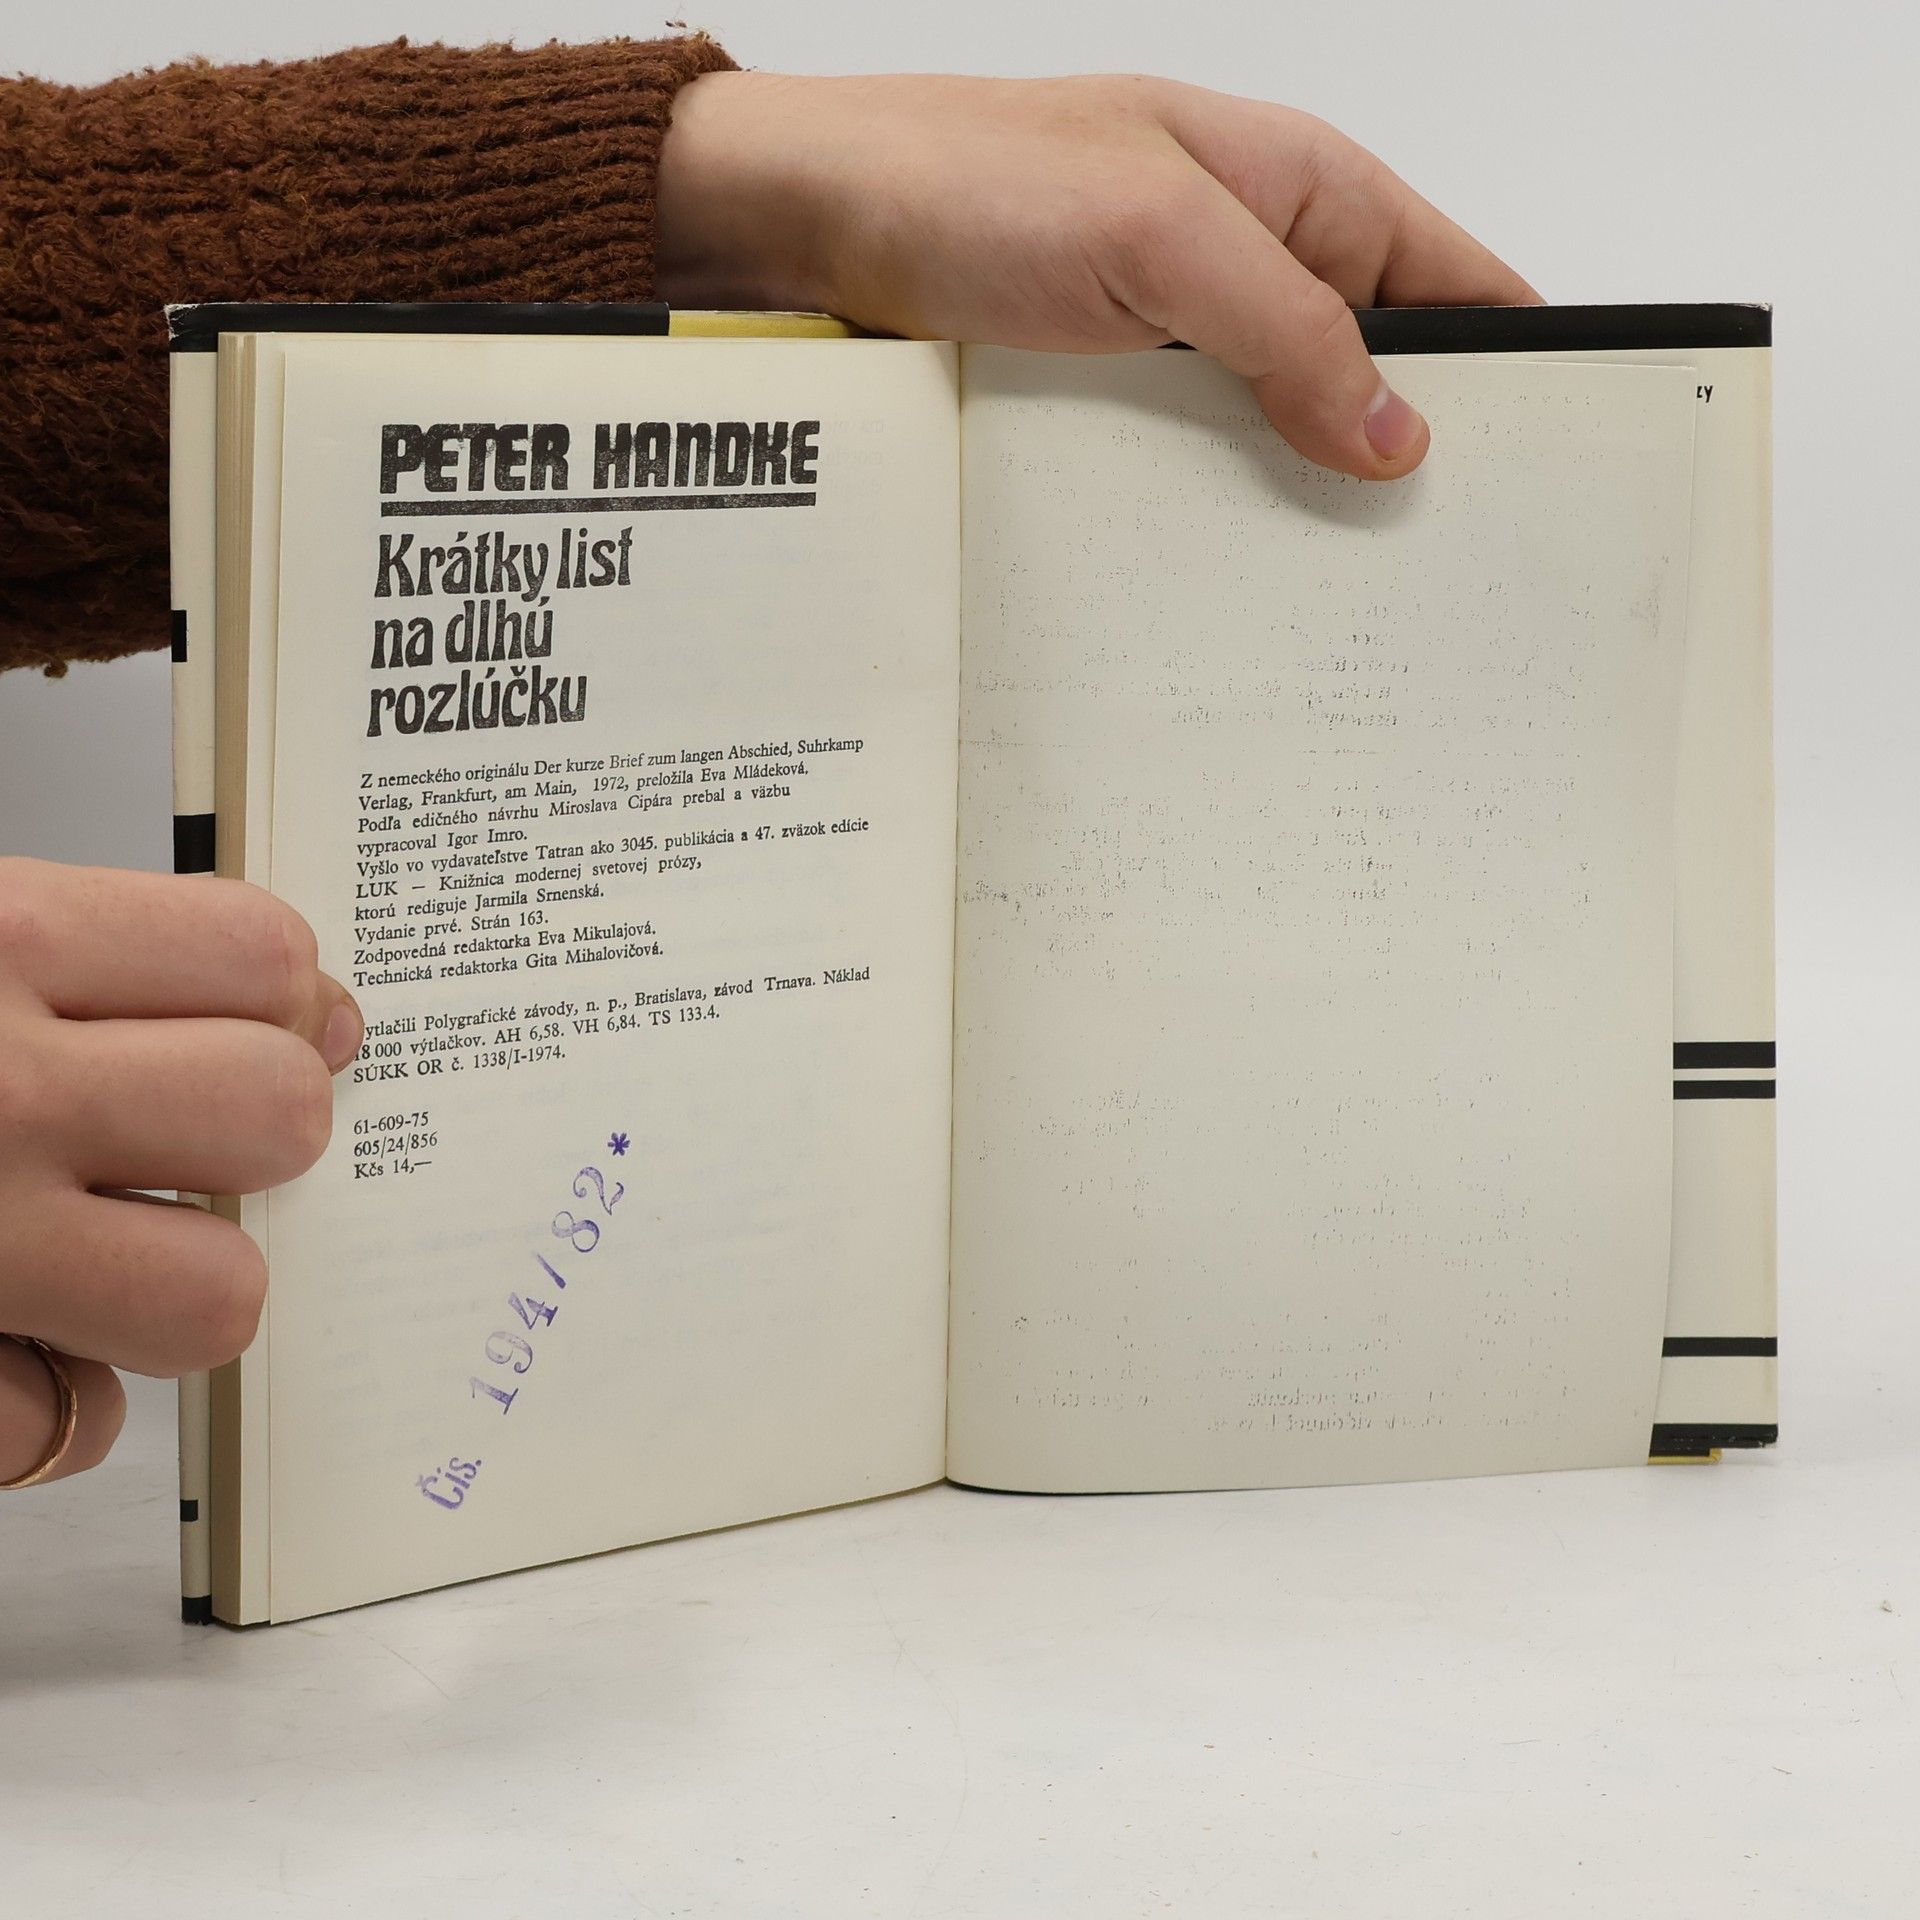 PETER HANDKE
Krátky list
na dlhú
rozlúčku
Z nemeckého originálu Der kurze Brief zum langen Abschied, Suhrkamp
Verlag, Frankfurt, am Main, 1972, preložila Eva Mládeková.
Podľa edičného návrhu Miroslava Cipára prebal a väzbu
vypracoval Igor Imro.
Vyšlo vo vydavateľstve Tatran ako 3045. publikácia a 47. zväzok edície
LUK — Knižnica modernej svetovej prózy,
ktorú rediguje Jarmila Srnenská.
Vydanie prvé. Strán 163.
Zodpovedná redaktorka Eva Mikulajová.
Technická redaktorka Gita Mihalovičová.
ytlačili Polygrafické závody, n. p., Bratislava, závod Trnava. Náklad
18 000 výtlačkov. AH 6,58. VH 6,84. TS 133.4.
SÚKK OR č. 1338/I-1974.
61-609-75
605/24/856
Kčs 14,—
Čís. 194/82*